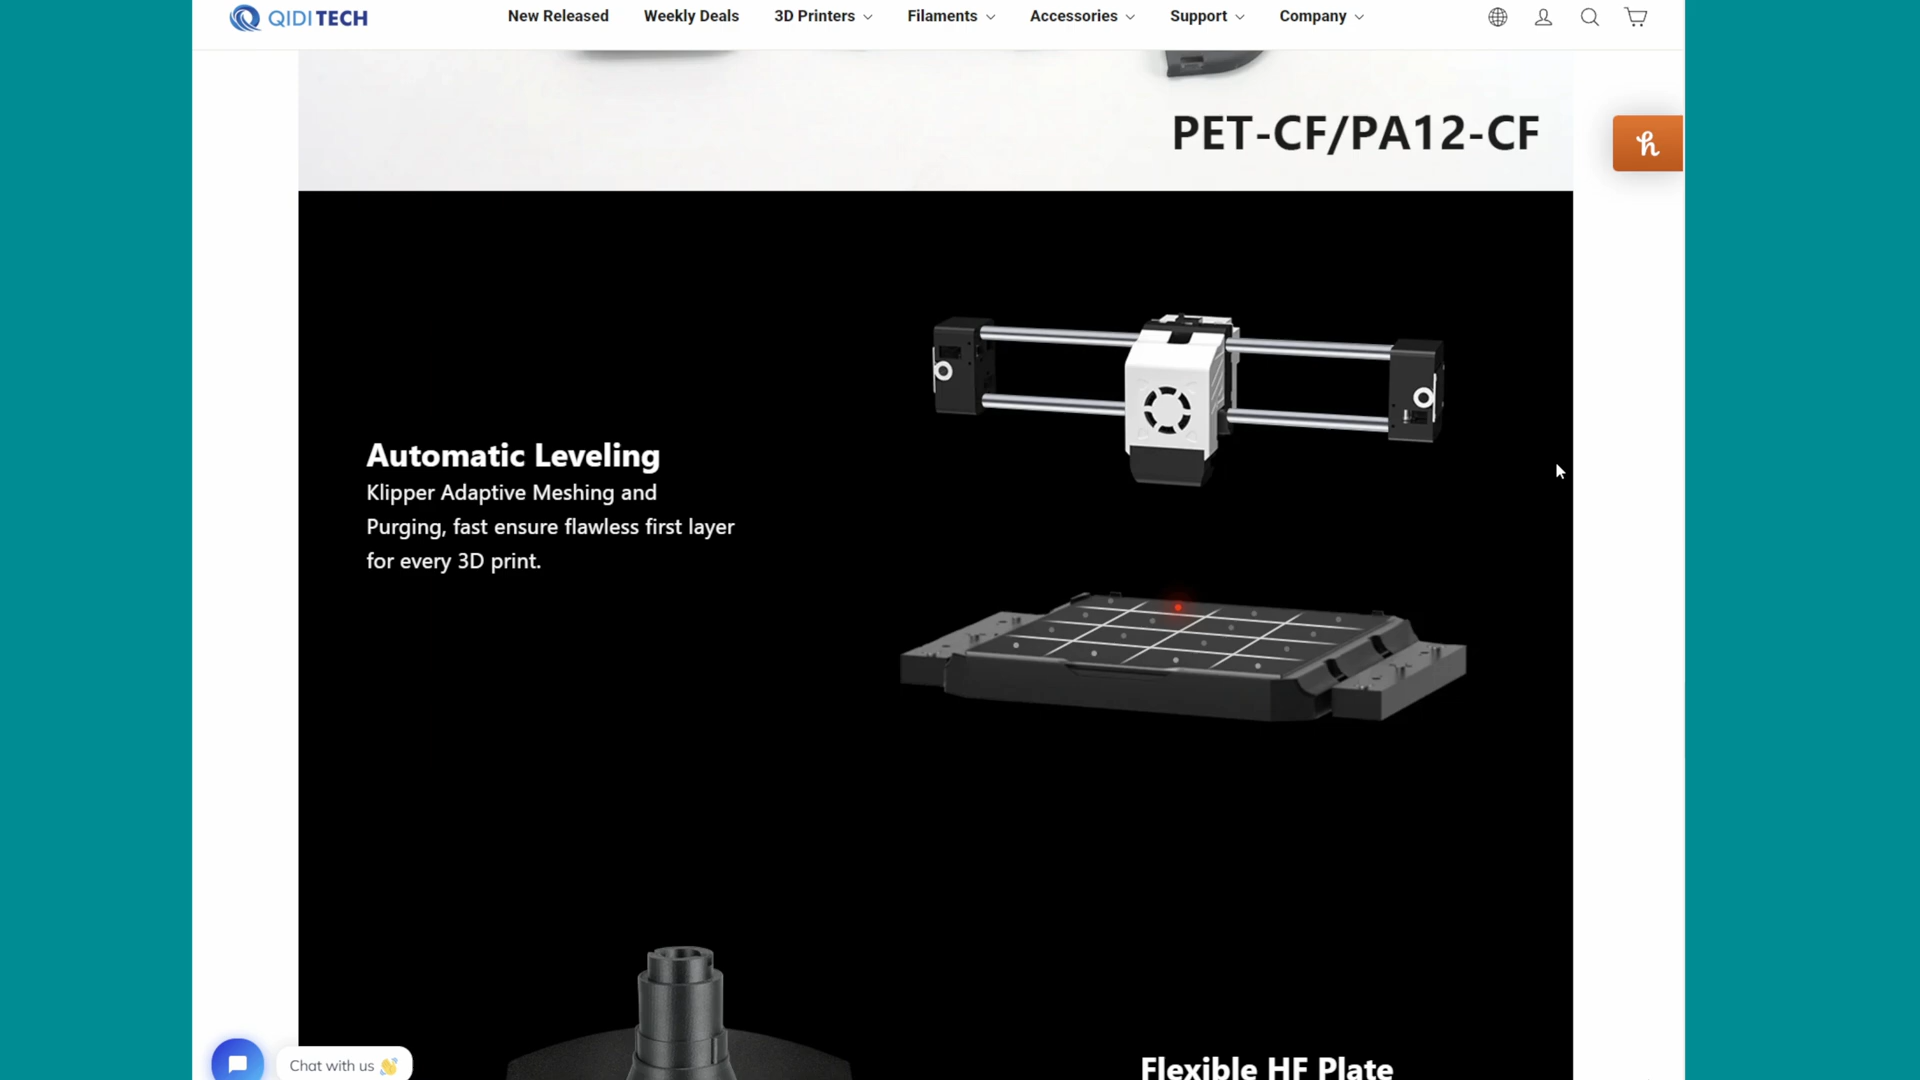 QIDI TECH
New Released
Weekly Deals
3D Printers
Filaments
Accessories
Support
Company
PET-CF/PA12-CF
Automatic Leveling
Klipper Adaptive Meshing and
Purging, fast ensure flawless first layer
for every 3D print.
Flexible HF Plate
Chat with us 👋